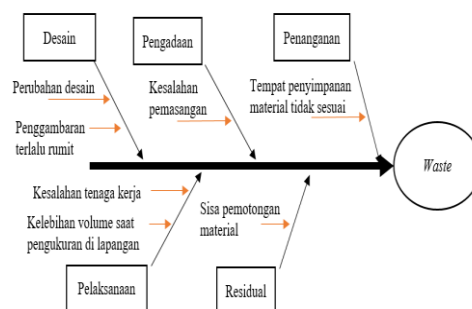 Desain
Pengadaan
Penanganan
Perubahan desain
Penggambaran
terlalu rumit
Kesalahan
pemasangan
Tempat penyimpanan
material tidak sesuai
Waste
Kesalahan tenaga kerja
Kelebihan volume saat
pengukuran di lapangan
Sisa pemotongan
material
Pelaksanaan
Residual